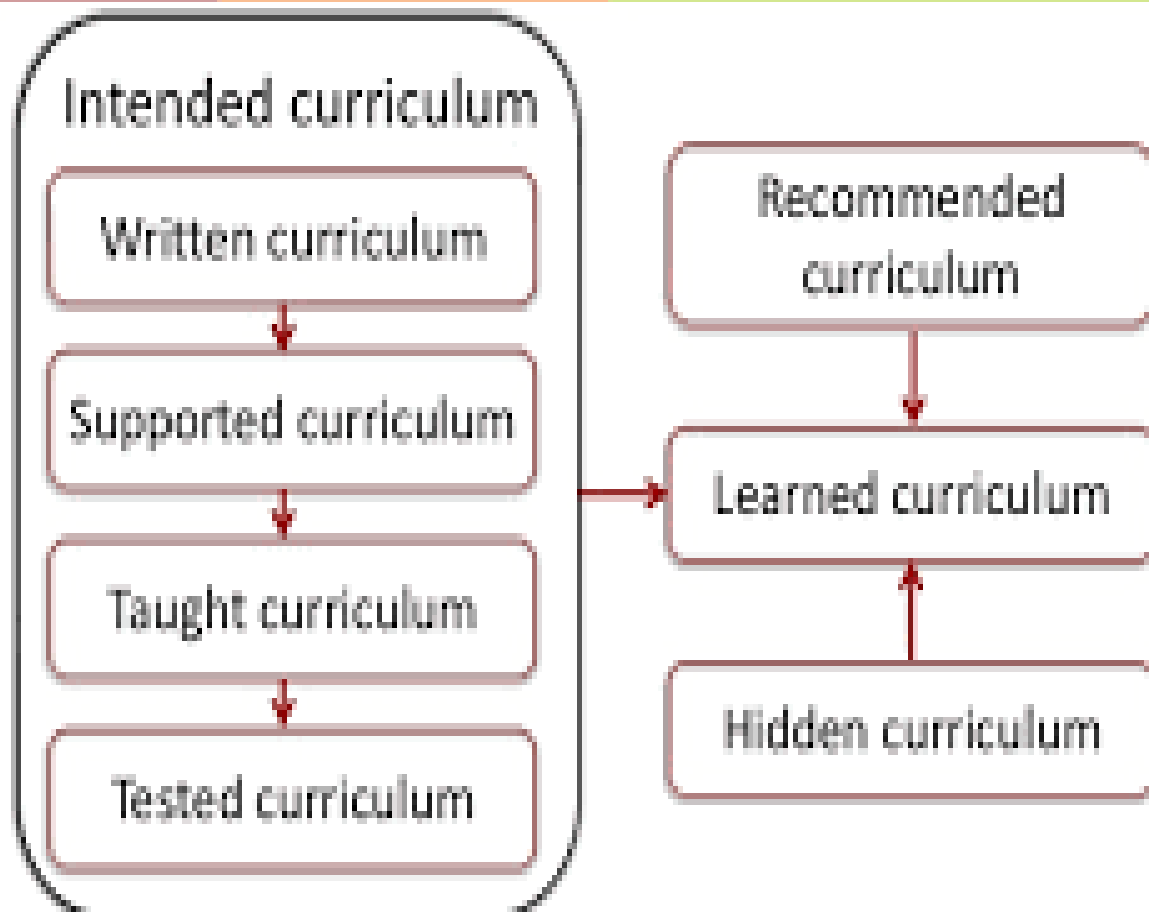 Intended curriculum
Written curriculum
Supported curriculum
Taught curriculum
Tested curriculum
Recommended
curriculum
Learned curriculum
Hidden curriculum